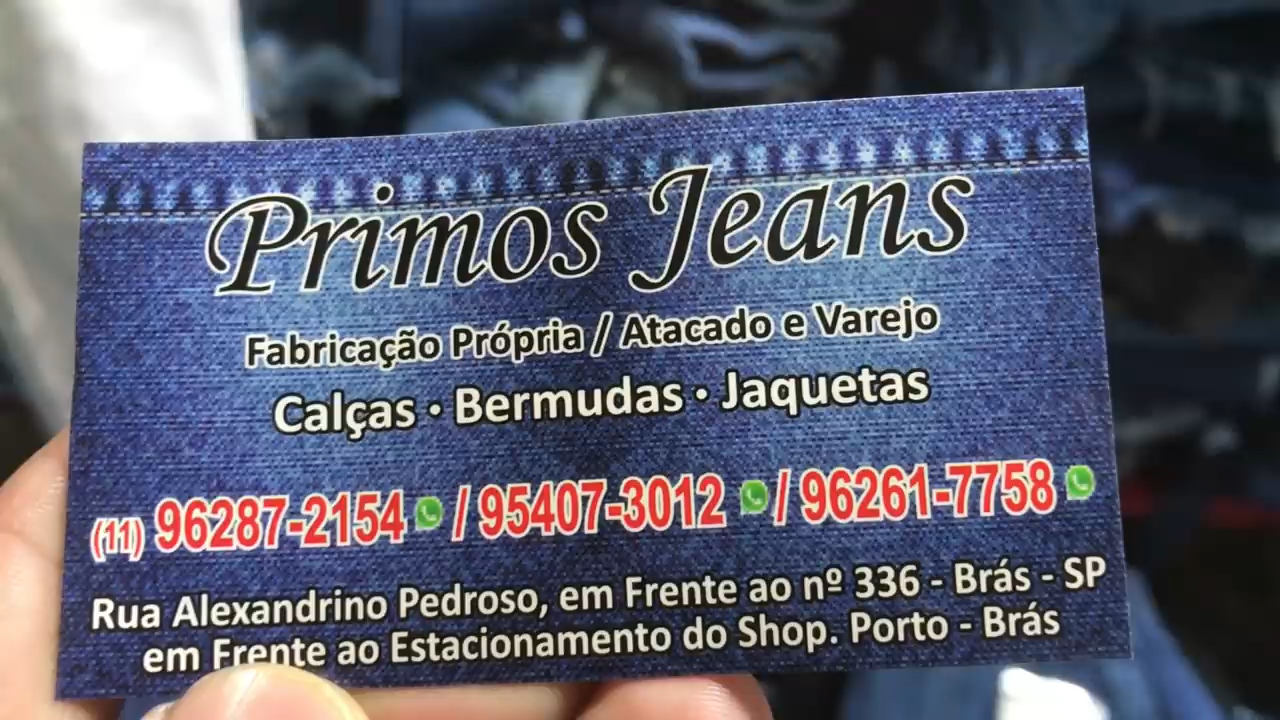 Primos Jeans
Fabricação Própria / Atacado e Varejo
Calças · Bermudas · Jaquetas
(11) 96287-2154 / 95407-3012 / 96261-7758
Rua Alexandrino Pedroso, em Frente ao nº 336 - Brás - SP
em Frente ao Estacionamento do Shop. Porto - Brás